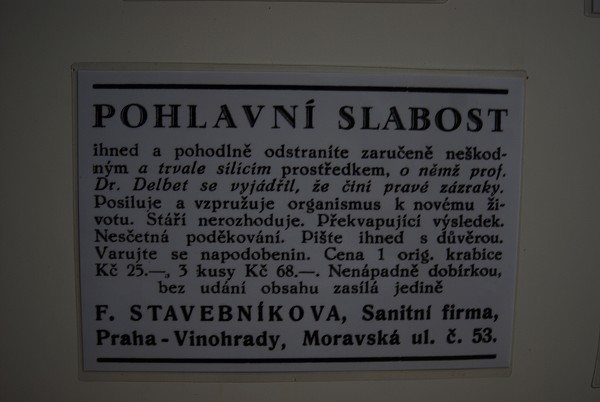 POHLAVNÍ SLABOST
ihned a pohodlně odstraníte zaručeně neškod-
ným a trvale sílícím prostředkem, o němž prof.
Dr. Delbet se vyjádřil, že činí pravé zázraky.
Posiluje a vzpružuje organismus k novému ži-
votu. Stáří nerozhoduje. Překvapující výsledek.
Nesčetná poděkování. Pište ihned s důvěrou.
Varujte se napodobenin. Cena 1 orig. krabice
Kč 25.—, 3 kusy Kč 68.—. Nenápadně dobírkou,
bez udání obsahu zasílá jedině
F. STAVEBNÍKOVA, Sanitní firma,
Praha-Vinohrady, Moravská ul. č. 53.